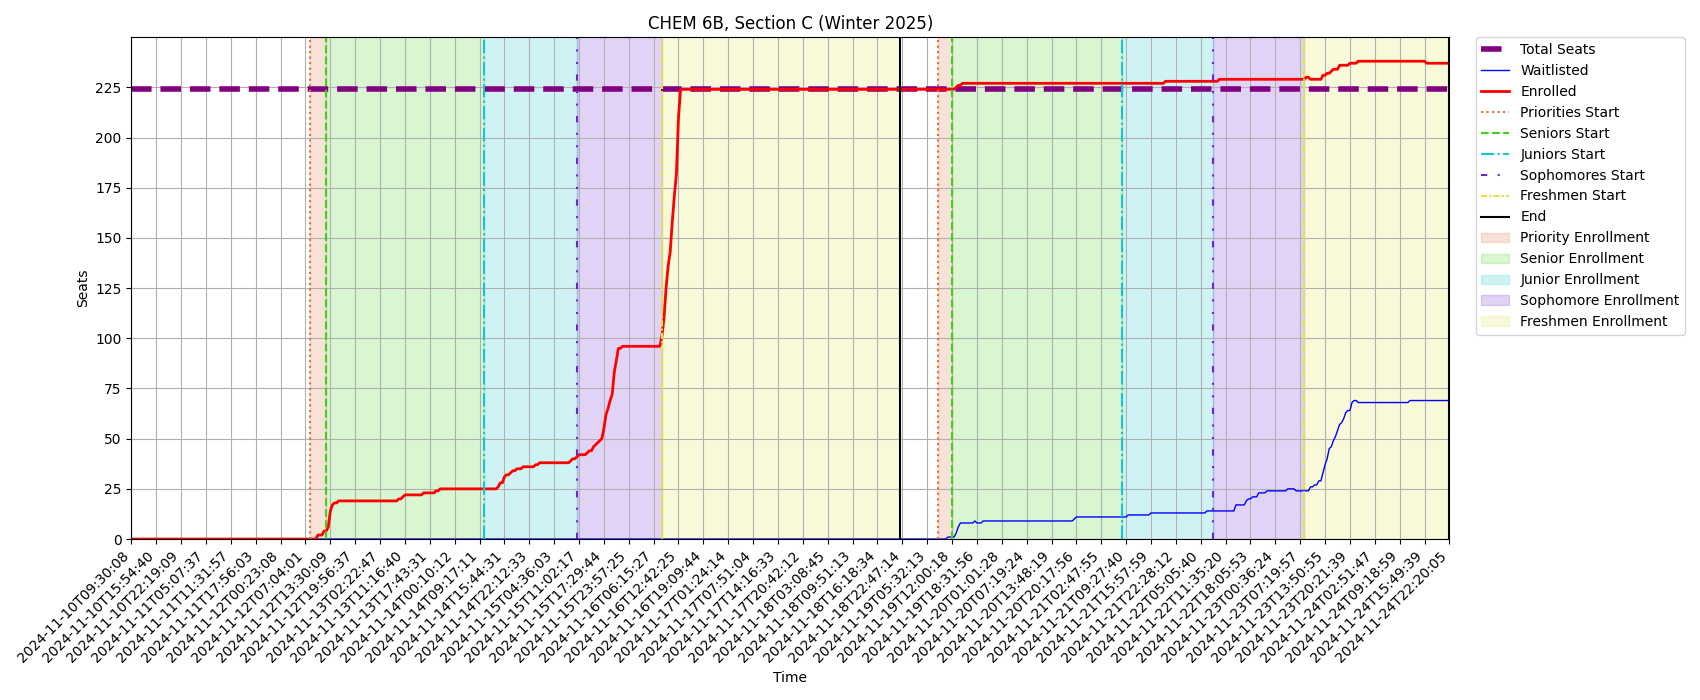 CHEM 6B, Section C (Winter 2025)
Seats
225
200
175
150
125
100
75
50
25
0
2024-11-10T09:30:08
2024-11-10T15:54:40
2024-11-10T22:19:09
2024-11-11T05:07:37
2024-11-11T11:31:57
2024-11-11T17:56:03
2024-11-12T00:23:08
2024-11-12T07:04:01
2024-11-12T13:30:09
2024-11-12T19:56:37
2024-11-13T02:22:47
2024-11-13T11:16:40
2024-11-13T17:43:31
2024-11-14T00:10:12
2024-11-14T09:17:11
2024-11-14T15:44:31
2024-11-14T22:12:33
2024-11-15T04:36:03
2024-11-15T11:02:17
2024-11-15T17:29:44
2024-11-15T23:57:25
2024-11-16T06:15:27
2024-11-16T12:42:25
2024-11-16T19:09:44
2024-11-17T01:24:14
2024-11-17T07:51:04
2024-11-17T14:16:33
2024-11-17T20:42:12
2024-11-18T03:08:45
2024-11-18T09:51:13
2024-11-18T16:18:34
2024-11-18T22:47:14
2024-11-19T05:32:13
2024-11-19T12:00:18
2024-11-19T18:31:56
2024-11-20T01:01:28
2024-11-20T07:19:24
2024-11-20T13:48:19
2024-11-20T20:17:56
2024-11-21T02:47:55
2024-11-21T09:27:40
2024-11-21T15:57:59
2024-11-21T22:28:12
2024-11-22T05:05:40
2024-11-22T11:35:20
2024-11-22T18:05:53
2024-11-23T00:36:24
2024-11-23T07:19:57
2024-11-23T13:50:55
2024-11-23T20:21:39
2024-11-24T02:51:47
2024-11-24T09:18:59
2024-11-24T15:49:39
2024-11-24T22:20:05
Time
Total Seats
Waitlisted
Enrolled
Priorities Start
Seniors Start
Juniors Start
Sophomores Start
Freshmen Start
End
Priority Enrollment
Senior Enrollment
Junior Enrollment
Sophomore Enrollment
Freshmen Enrollment